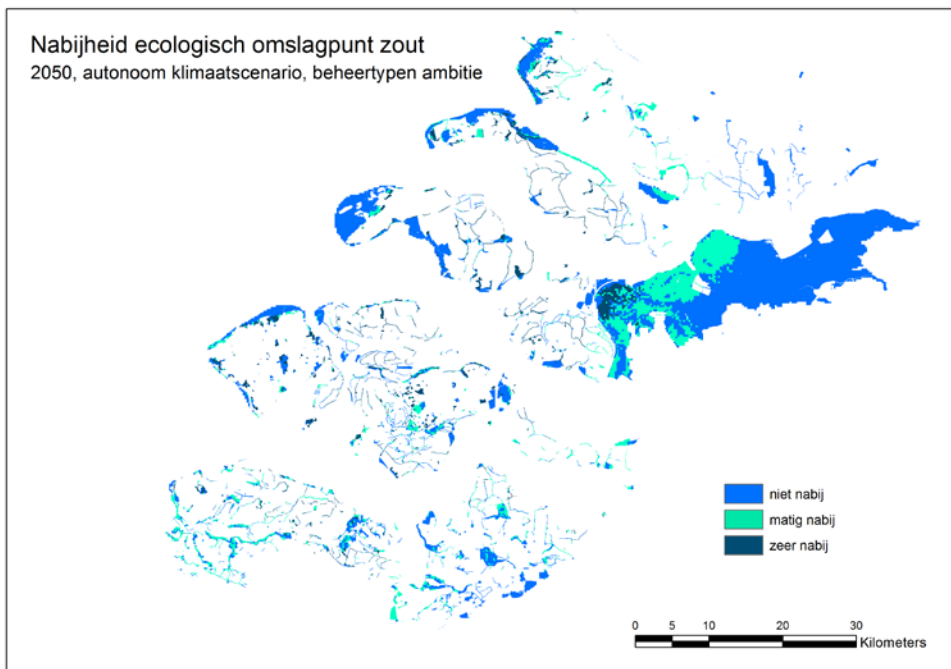 Nabijheid ecologisch omslagpunt zout
2050, autonoom klimaatscenario, beheertypen ambitie
niet nabij
matig nabij
zeer nabij
0 5 10 20 30
Kilometers